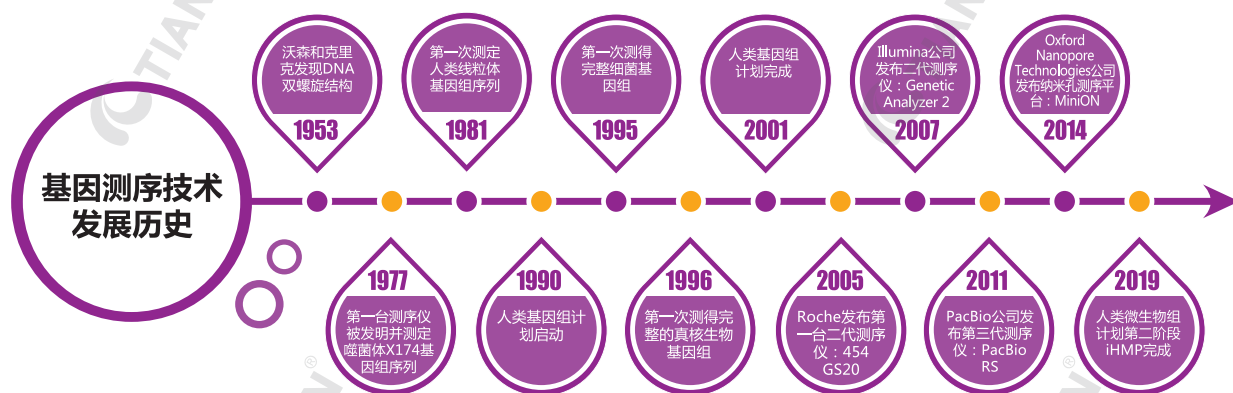 基因测序技术
发展历史
沃森和克里
克发现DNA
双螺旋结构
1953
1977
第一台测序仪
被发明并测定
噬菌体X174基
因组序列
第一次测定
人类线粒体
基因组序列
1981
1990
人类基因组计
划启动
第一次测得
完整细菌基
因组
1995
1996
第一次测得完
整的真核生物
基因组
人类基因组
计划完成
2001
2005
Roche发布第
一台二代测序
仪：454
GS20
Illumina公司
发布二代测序
仪：Genetic
Analyzer 2
2007
2011
PacBio公司发
布第三代测序
仪：PacBio
RS
Oxford
Nanopore
Technologies公司
发布纳米孔测序平
台：MiniON
2014
2019
人类微生物组
计划第二阶段
iHMP完成